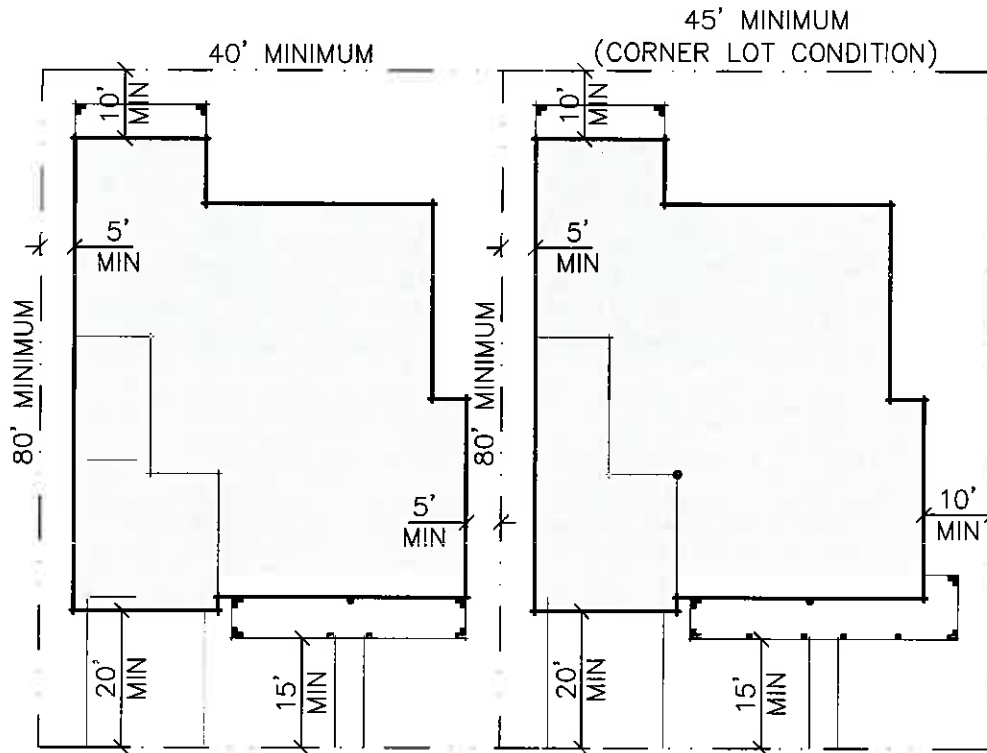 40' MINIMUM
45' MINIMUM
(CORNER LOT CONDITION)
10'
MIN
10'
MIN
5'
MIN
5'
MIN
80' MINIMUM
80' MINIMUM
5'
MIN
10'
MIN
20'
MIN
15'
MIN
20'
MIN
15'
MIN